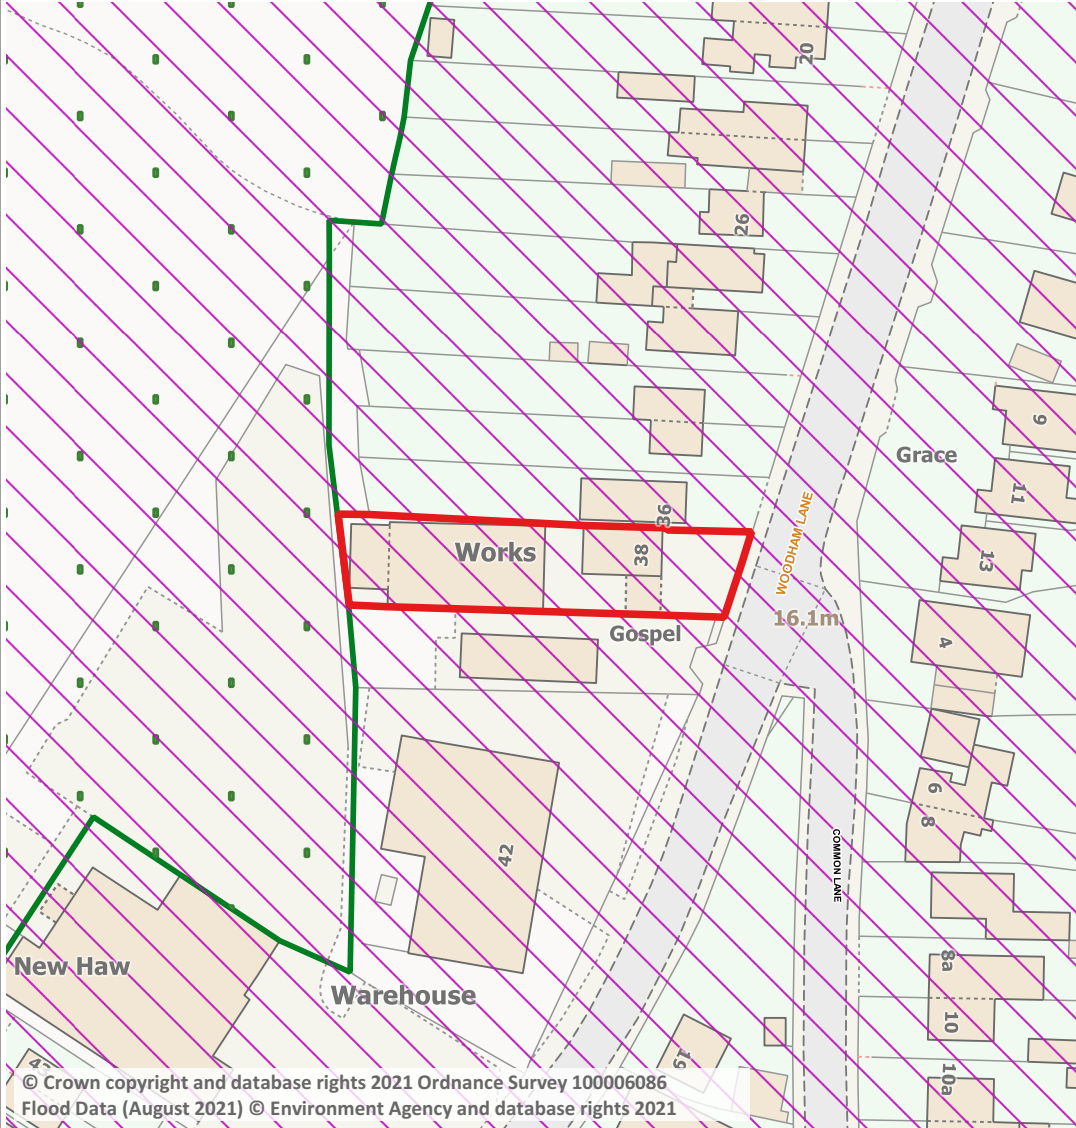 20
26
9
Grace
11
36
WOODHAM LANE
Works
38
13
16.1m
Gospel
4
6
8
COMMON LANE
42
New Haw
8a
Warehouse
10
19
43
10a
© Crown copyright and database rights 2021 Ordnance Survey 100006086
Flood Data (August 2021) © Environment Agency and database rights 2021